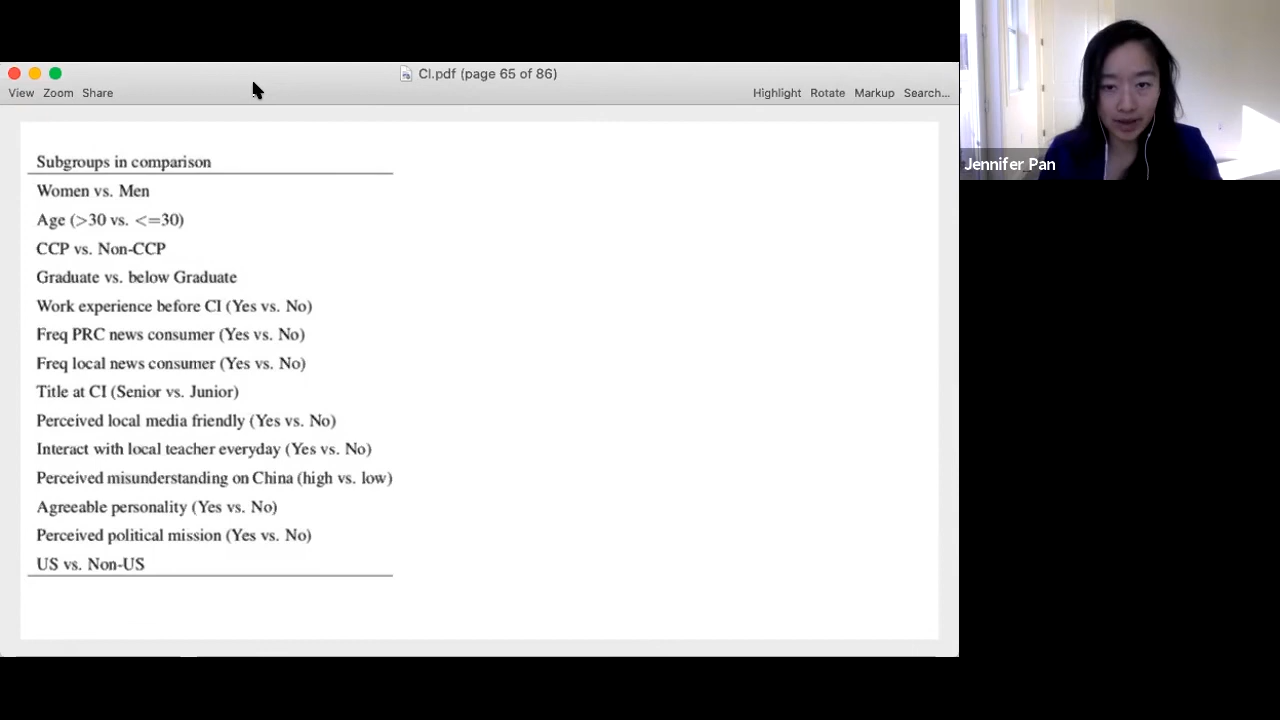 CI.pdf (page 65 of 86)
View Zoom Share Highlight Rotate Markup Search...
Subgroups in comparison
Women vs. Men
Age (>30 vs. <=30)
CCP vs. Non-CCP
Graduate vs. below Graduate
Work experience before CI (Yes vs. No)
Freq PRC news consumer (Yes vs. No)
Freq local news consumer (Yes vs. No)
Title at CI (Senior vs. Junior)
Perceived local media friendly (Yes vs. No)
Interact with local teacher everyday (Yes vs. No)
Perceived misunderstanding on China (high vs. low)
Agreeable personality (Yes vs. No)
Perceived political mission (Yes vs. No)
US vs. Non-US
Jennifer Pan